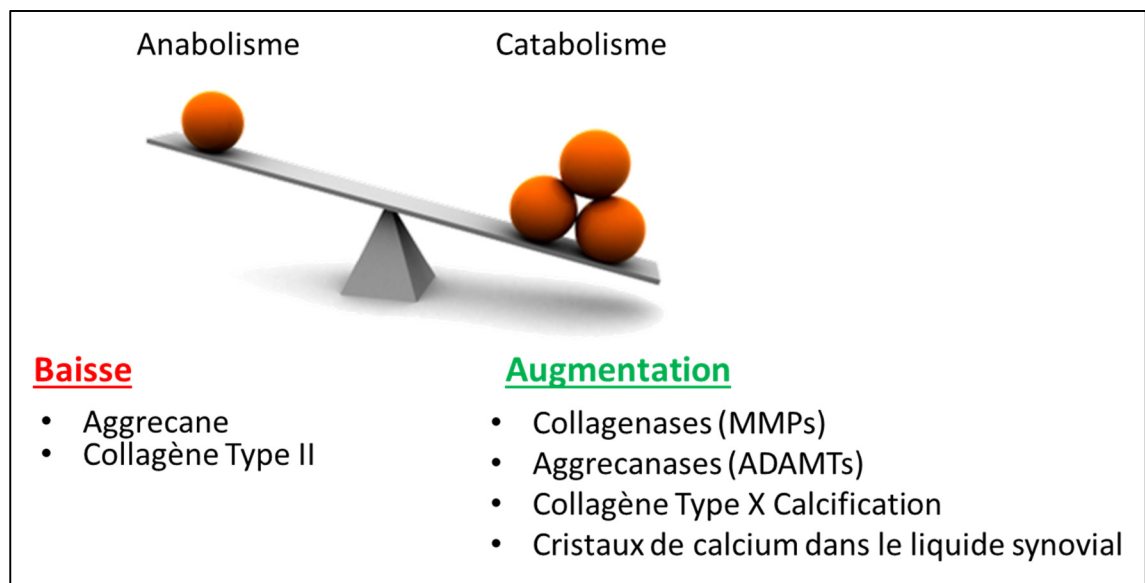 Anabolisme
Catabolisme
Baisse
• Aggrecane
• Collagène Type II
Augmentation
• Collagenases (MMPs)
• Aggrecanases (ADAMTs)
• Collagène Type X Calcification
• Cristaux de calcium dans le liquide synovial